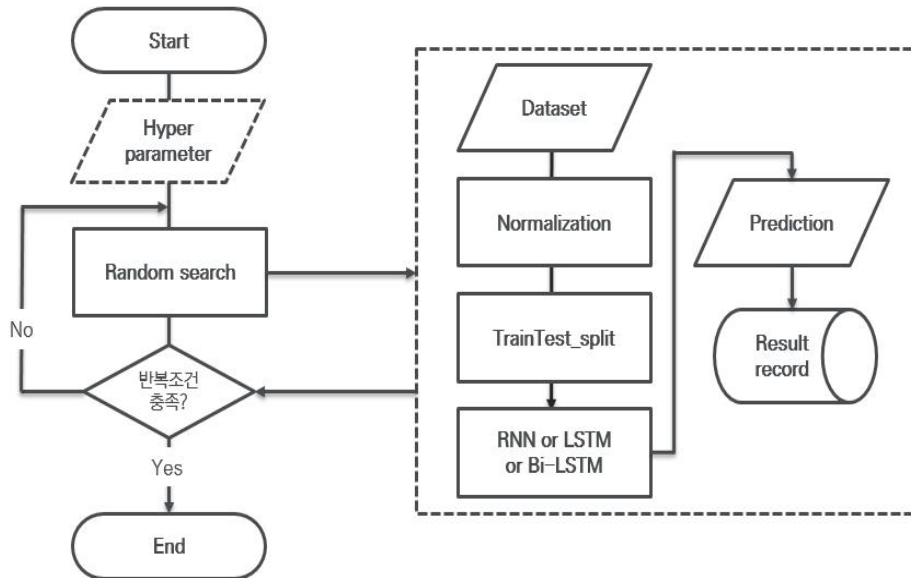 Start
Hyper
parameter
Random search
No
반복조건
충족?
Yes
End
Dataset
Normalization
TrainTest_split
RNN or LSTM
or Bi-LSTM
Prediction
Result
record